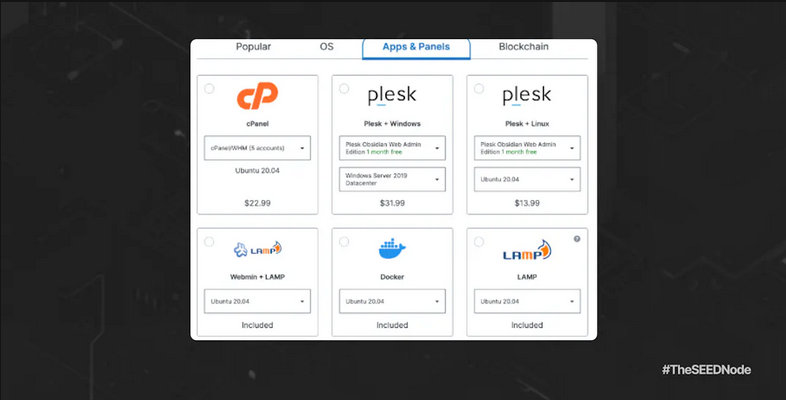 Popular OS Apps & Panels Blockchain
cP plesk plesk
cPanel Plesk + Windows Plesk + Linux
cPanel/WHM (5 accounts) Plesk Obsidian Web Admin Edition 1 month free Plesk Obsidian Web Admin Edition 1 month free
Ubuntu 20.04 Windows Server 2019 Datacenter Ubuntu 20.04
$22.99 $31.99 $13.99
LAMP LAMP
?
Webmin + LAMP Docker LAMP
Ubuntu 20.04 Ubuntu 20.04 Ubuntu 20.04
Included Included Included
#TheSEEDNode